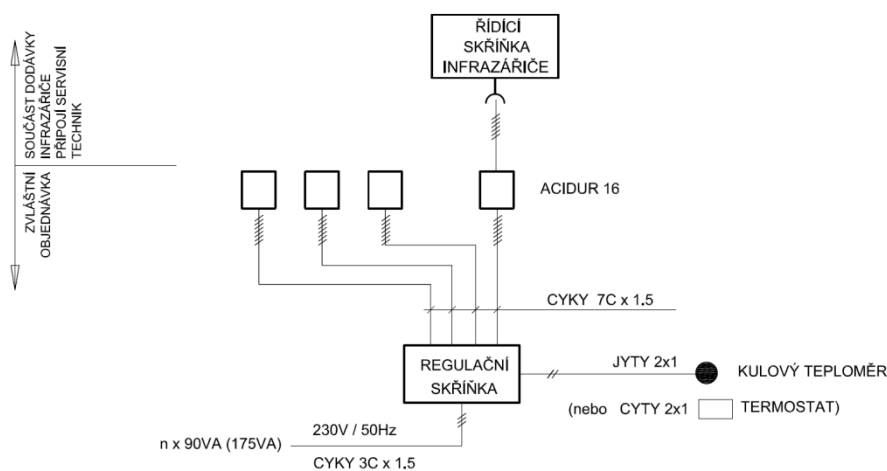 ŘÍDÍCÍ
SKŘÍŇKA
INFRAZÁŘIČE
SOUČÁST DODÁVKY
INFRAZÁŘIČE
PŘIPOJÍ SERVISNÍ
TECHNIK
ZVLÁŠTNÍ
OBJEDNÁVKA
ACIDUR 16
CYKY 7C x 1.5
REGULAČNÍ
SKŘÍŇKA
JYTY 2x1
KULOVÝ TEPLOMĚR
(nebo CYTY 2x1 TERMOSTAT)
230V / 50Hz
n x 90VA (175VA)
CYKY 3C x 1.5